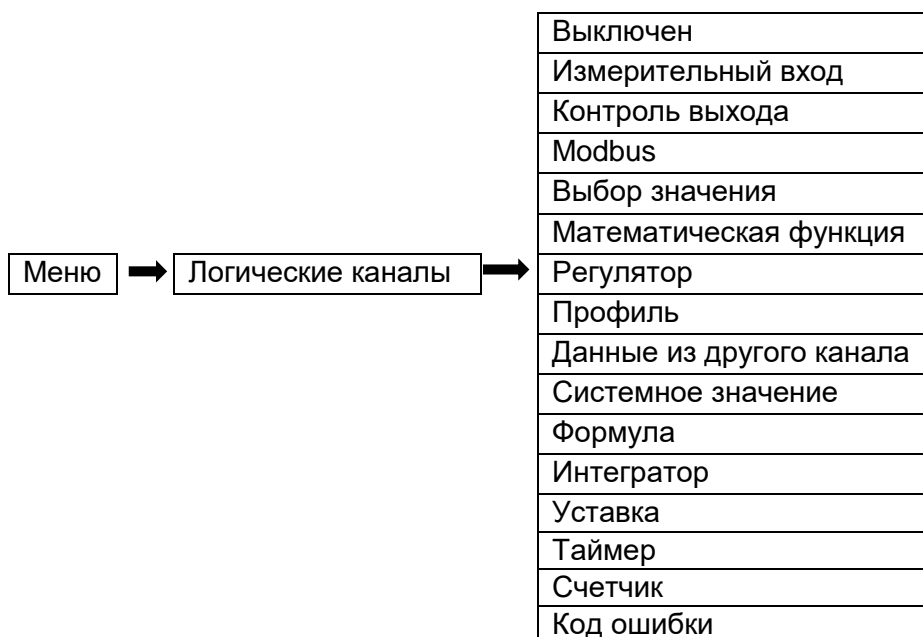 Выключен
Измерительный вход
Контроль выхода
Modbus
Выбор значения
Математическая функция
Меню
Логические каналы
Регулятор
Профиль
Данные из другого канала
Системное значение
Формула
Интегратор
Уставка
Таймер
Счетчик
Код ошибки